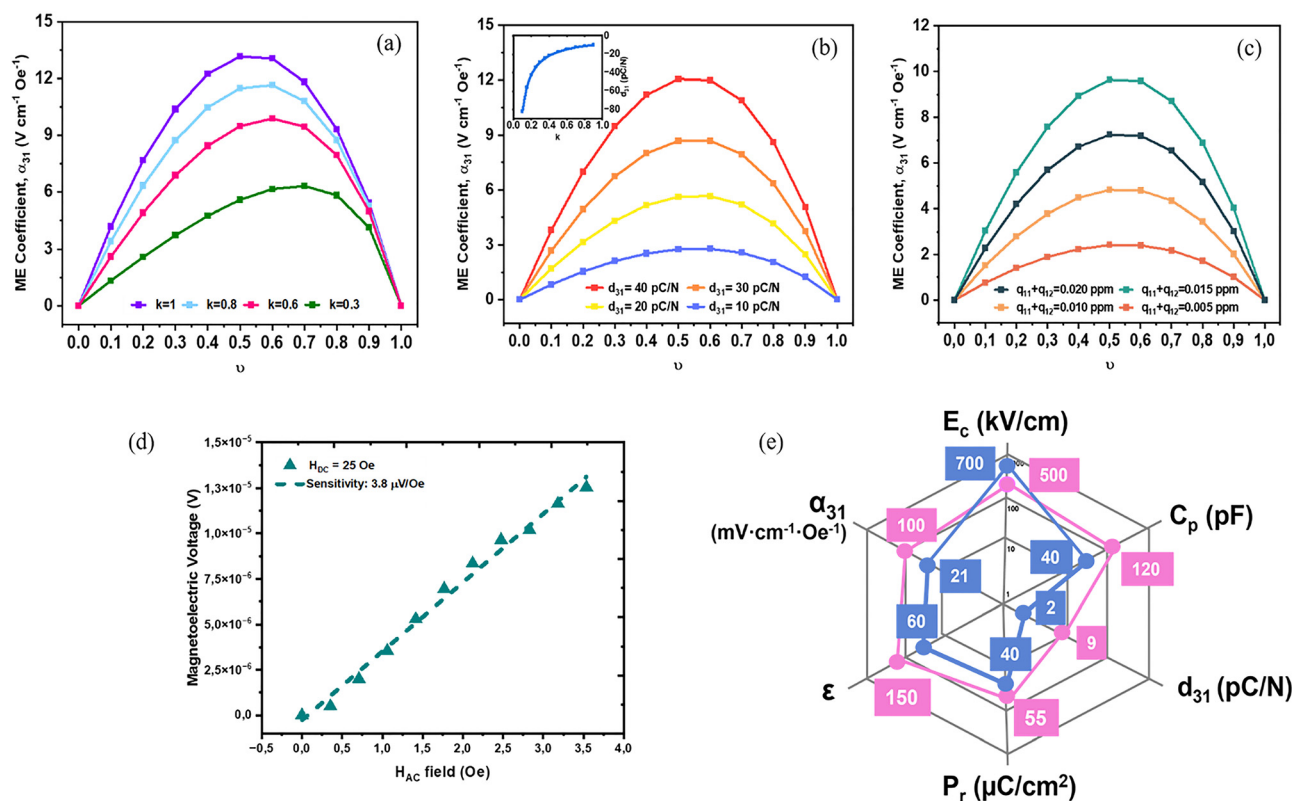 (a)
ME Coefficient, α31 (V cm-1 Oe-1)
15
12
9
6
3
0
k=1 k=0.8 k=0.6 k=0.3
0.0 0.1 0.2 0.3 0.4 0.5 0.6 0.7 0.8 0.9 1.0
υ
(b)
ME Coefficient, α31 (V cm-1 Oe-1)
15
12
9
6
3
0
0
−20
−40
−60
−80
d31 (pC/N)
0.0 0.2 0.4 0.6 0.8 1.0
k
d31= 40 pC/N d31= 30 pC/N
d31= 20 pC/N d31= 10 pC/N
0.0 0.1 0.2 0.3 0.4 0.5 0.6 0.7 0.8 0.9 1.0
υ
(c)
ME Coefficient, α31 (V cm-1 Oe-1)
12
10
8
6
4
2
0
q11+q12=0.020 ppm q11+q12=0.015 ppm
q11+q12=0.010 ppm q11+q12=0.005 ppm
0,0 0,1 0,2 0,3 0,4 0,5 0,6 0,7 0,8 0,9 1,0
υ
(d)
Magnetoelectric Voltage (V)
1,5×10-5
1,3×10-5
1,0×10-5
7,5×10-6
5,0×10-6
2,5×10-6
0,0
HDC = 25 Oe
Sensitivity: 3.8 µV/Oe
−0,5 0,0 0,5 1,0 1,5 2,0 2,5 3,0 3,5 4,0
HAC field (Oe)
(e)
Ec (kV/cm)
700
500
100
10
1
α31
(mV·cm-1·Oe-1)
100
21
Cp (pF)
40
120
2
9
d31 (pC/N)
60
150
ε
40
55
Pr (µC/cm2)